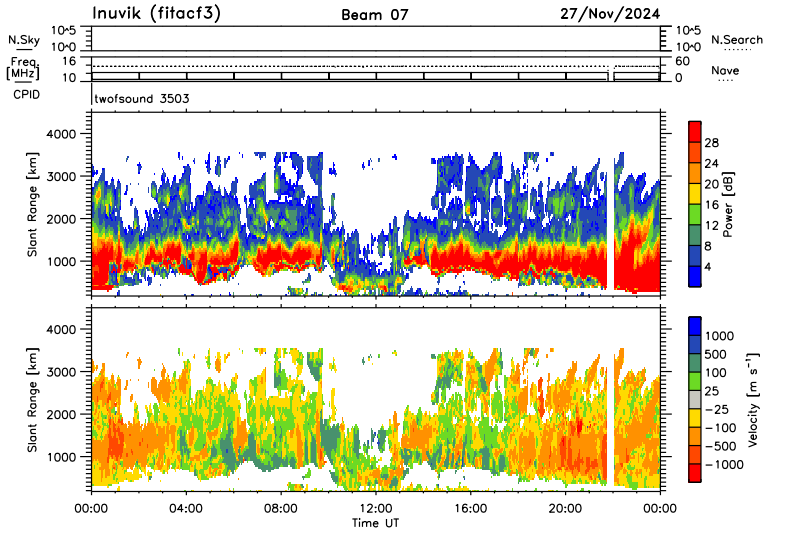 Inuvik (fitacf3) Beam 07 27/Nov/2024
N.Sky 10^5 10^0 10^5 10^0 N.Search
Freq. [MHz] 16 10 60 0 Nave
CPID twofsound 3503
Slant Range [km] 4000 3000 2000 1000
Power [dB] 28 24 20 16 12 8 4
Slant Range [km] 4000 3000 2000 1000
Velocity [m s⁻¹] 1000 500 100 25 −25 −100 −500 −1000
00:00 04:00 08:00 12:00 16:00 20:00 00:00
Time UT